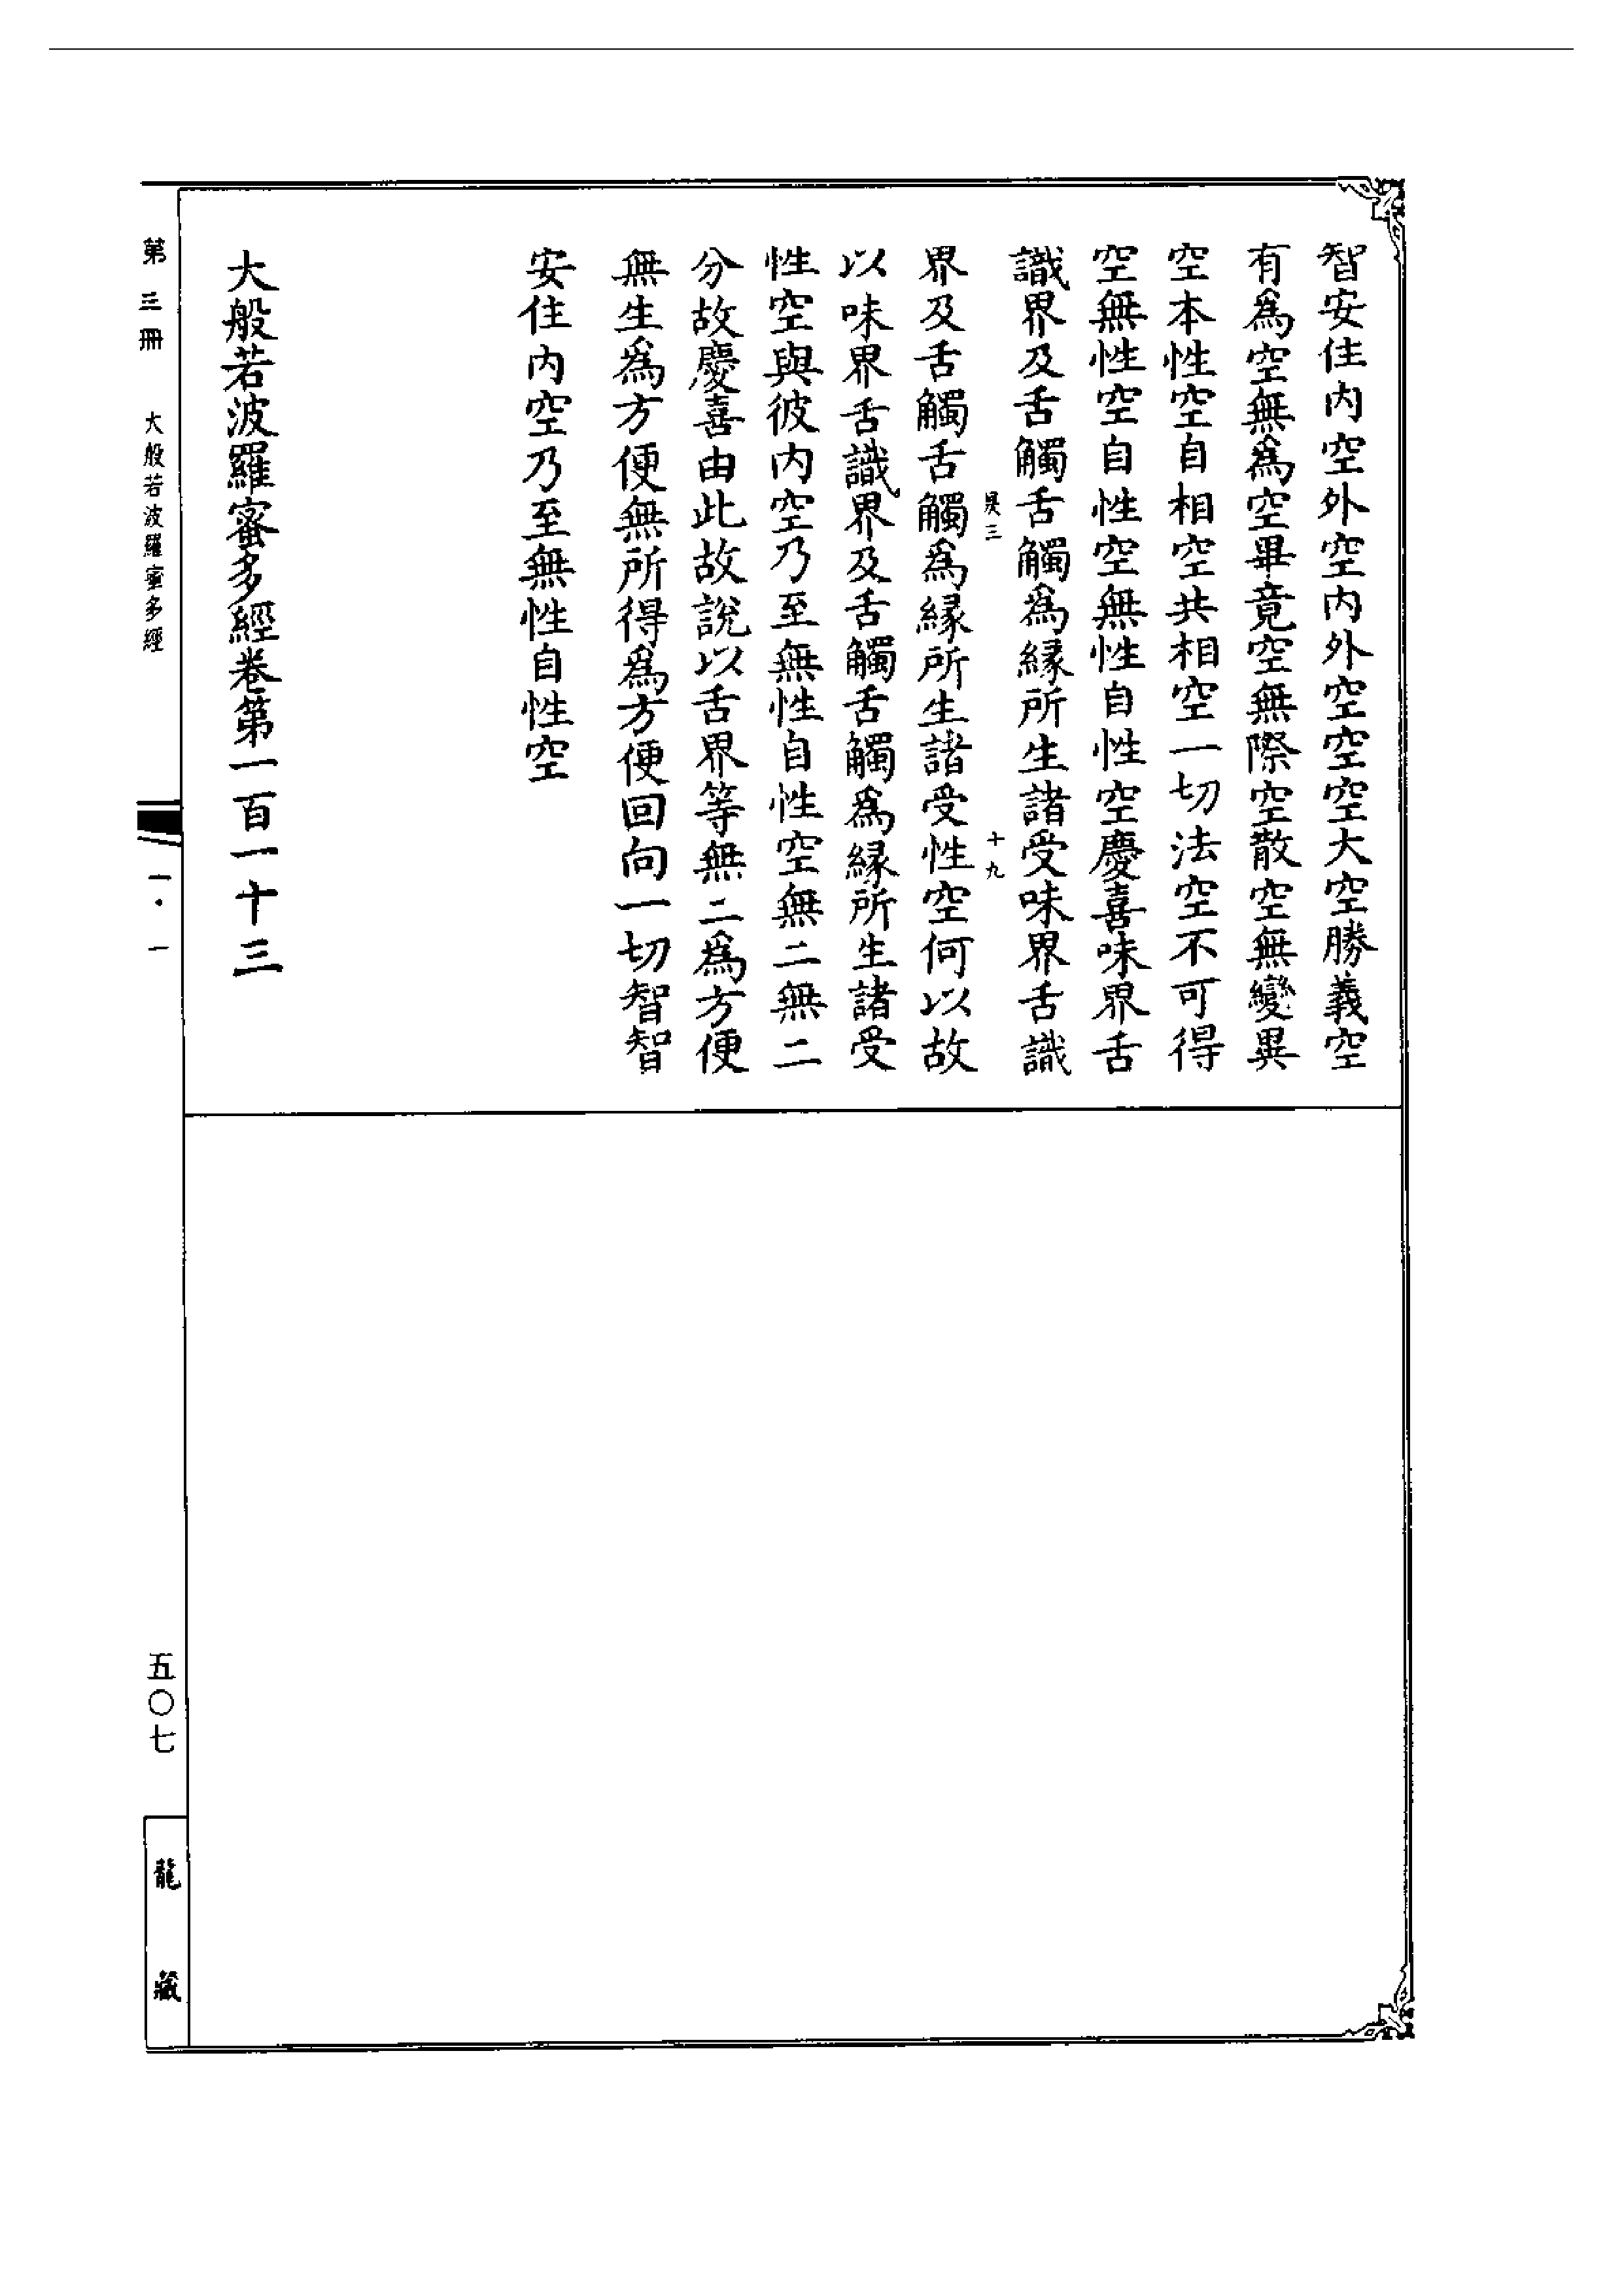 智安住內空外空內外空空空大空勝義空
有為空無為空畢竟空無際空散空無變異
空本性空自相空共相空一切法空不可得
空無性空自性空無性自性空慶喜味界舌
識界及舌觸舌觸為緣所生諸受味界舌識
昃三 十九
界及舌觸舌觸為緣所生諸受性空何以故
以味界舌識界及舌觸舌觸為緣所生諸受
性空與彼內空乃至無性自性空無二無二
分故慶喜由此故說以舌界等無二為方便
無生為方便無所得為方便回向一切智智
安住內空乃至無性自性空
大般若波羅蜜多經卷第一百一十三
第三冊 大般若波羅蜜多經 一·一 五〇七
龍藏